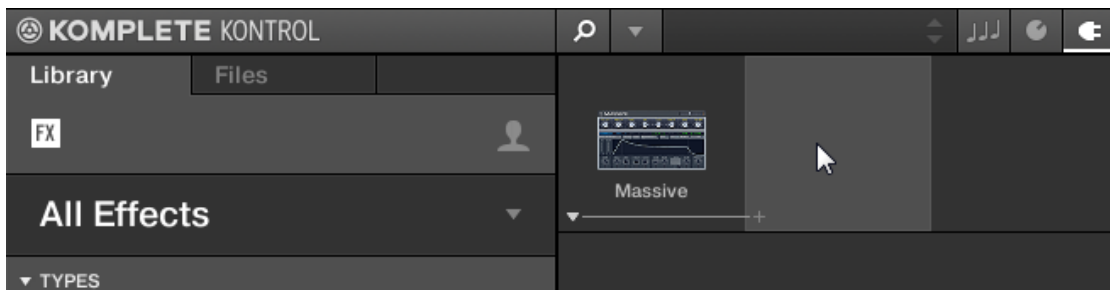 KOMPLETE KONTROL
Library
Files
FX
All Effects
TYPES
Massive